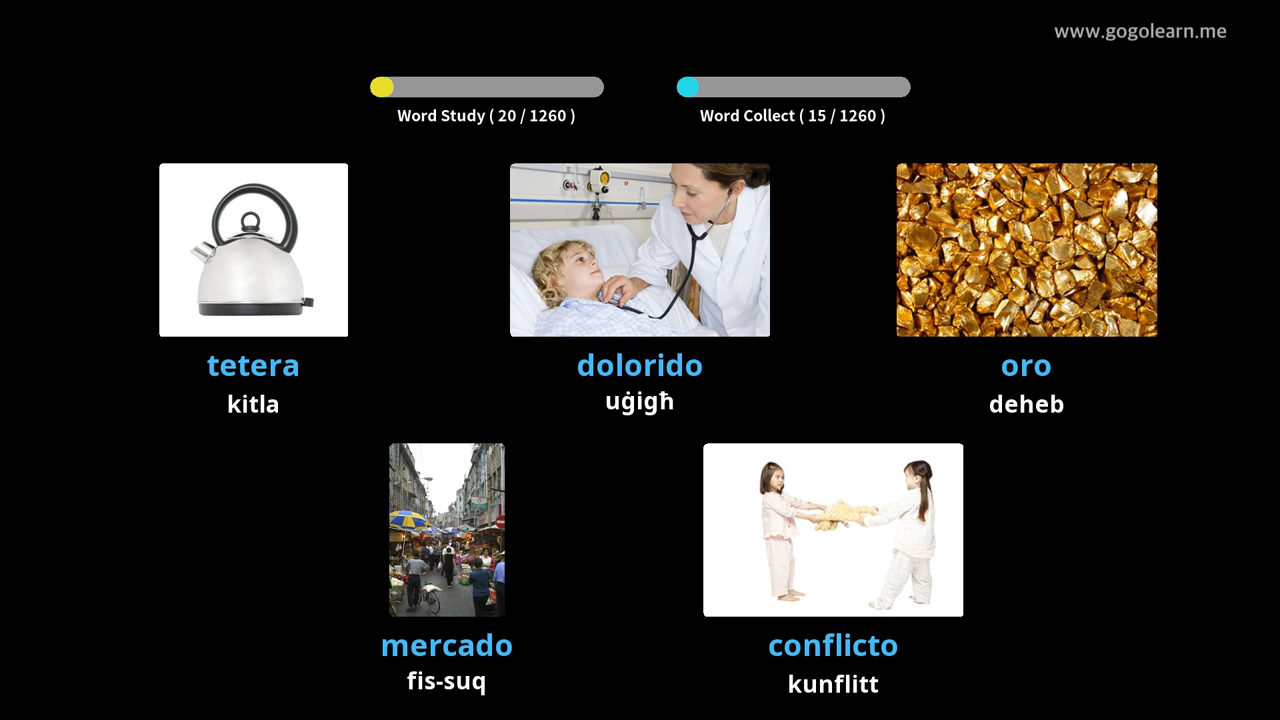 www.gogolearn.me
Word Study ( 20 / 1260 )
Word Collect ( 15 / 1260 )
tetera
kitla
dolorido
uġigħ
oro
deheb
mercado
fis-suq
conflicto
kunflitt